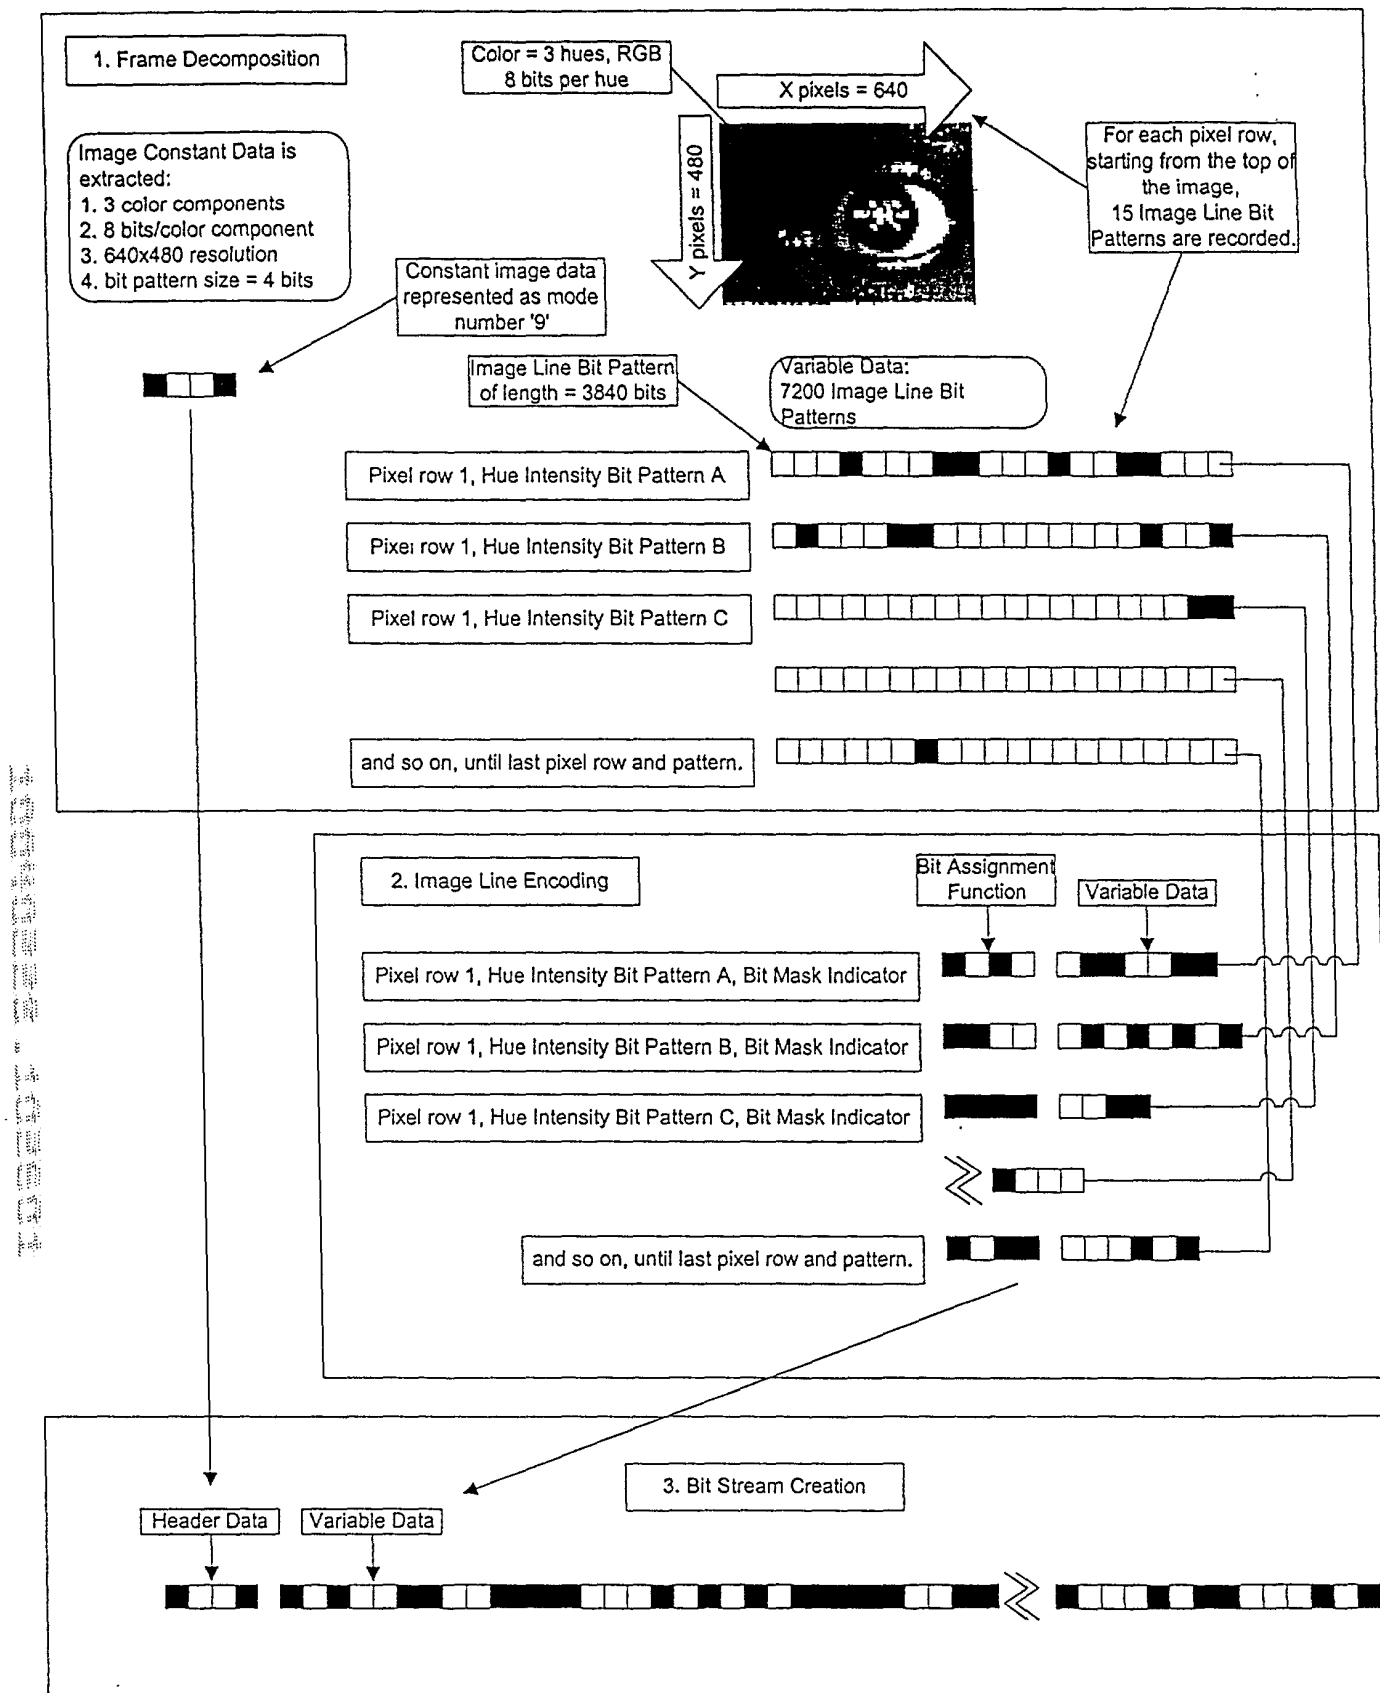 1. Frame Decomposition
Color = 3 hues, RGB
8 bits per hue
X pixels = 640
Y pixels = 480
For each pixel row,
starting from the top of
the image,
15 Image Line Bit
Patterns are recorded.
Image Constant Data is
extracted:
1. 3 color components
2. 8 bits/color component
3. 640x480 resolution
4. bit pattern size = 4 bits
Constant image data
represented as mode
number '9'
Image Line Bit Pattern
of length = 3840 bits
Variable Data:
7200 Image Line Bit
Patterns
Pixel row 1, Hue Intensity Bit Pattern A
Pixel row 1, Hue Intensity Bit Pattern B
Pixel row 1, Hue Intensity Bit Pattern C
and so on, until last pixel row and pattern.
2. Image Line Encoding
Bit Assignment
Function
Variable Data
Pixel row 1, Hue Intensity Bit Pattern A, Bit Mask Indicator
Pixel row 1, Hue Intensity Bit Pattern B, Bit Mask Indicator
Pixel row 1, Hue Intensity Bit Pattern C, Bit Mask Indicator
and so on, until last pixel row and pattern.
3. Bit Stream Creation
Header Data
Variable Data